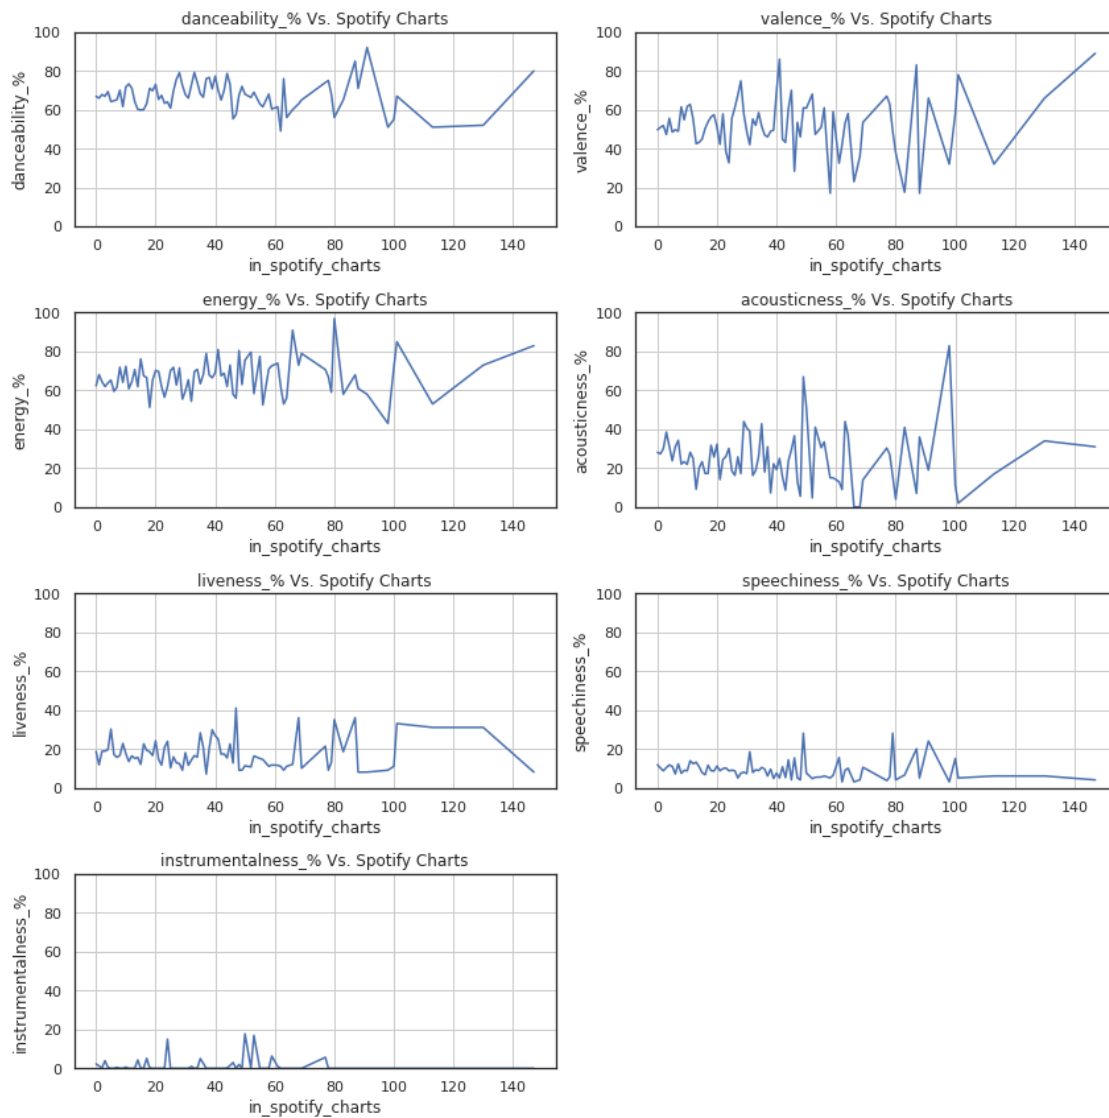 danceability_% Vs. Spotify Charts
100
80
60
40
20
0
danceability_%
0 20 40 60 80 100 120 140
in_spotify_charts
valence_% Vs. Spotify Charts
100
80
60
40
20
0
valence_%
0 20 40 60 80 100 120 140
in_spotify_charts
energy_% Vs. Spotify Charts
100
80
60
40
20
0
energy_%
0 20 40 60 80 100 120 140
in_spotify_charts
acousticness_% Vs. Spotify Charts
100
80
60
40
20
0
acousticness_%
0 20 40 60 80 100 120 140
in_spotify_charts
liveness_% Vs. Spotify Charts
100
80
60
40
20
0
liveness_%
0 20 40 60 80 100 120 140
in_spotify_charts
speechiness_% Vs. Spotify Charts
100
80
60
40
20
0
speechiness_%
0 20 40 60 80 100 120 140
in_spotify_charts
instrumentalness_% Vs. Spotify Charts
100
80
60
40
20
0
instrumentalness_%
0 20 40 60 80 100 120 140
in_spotify_charts